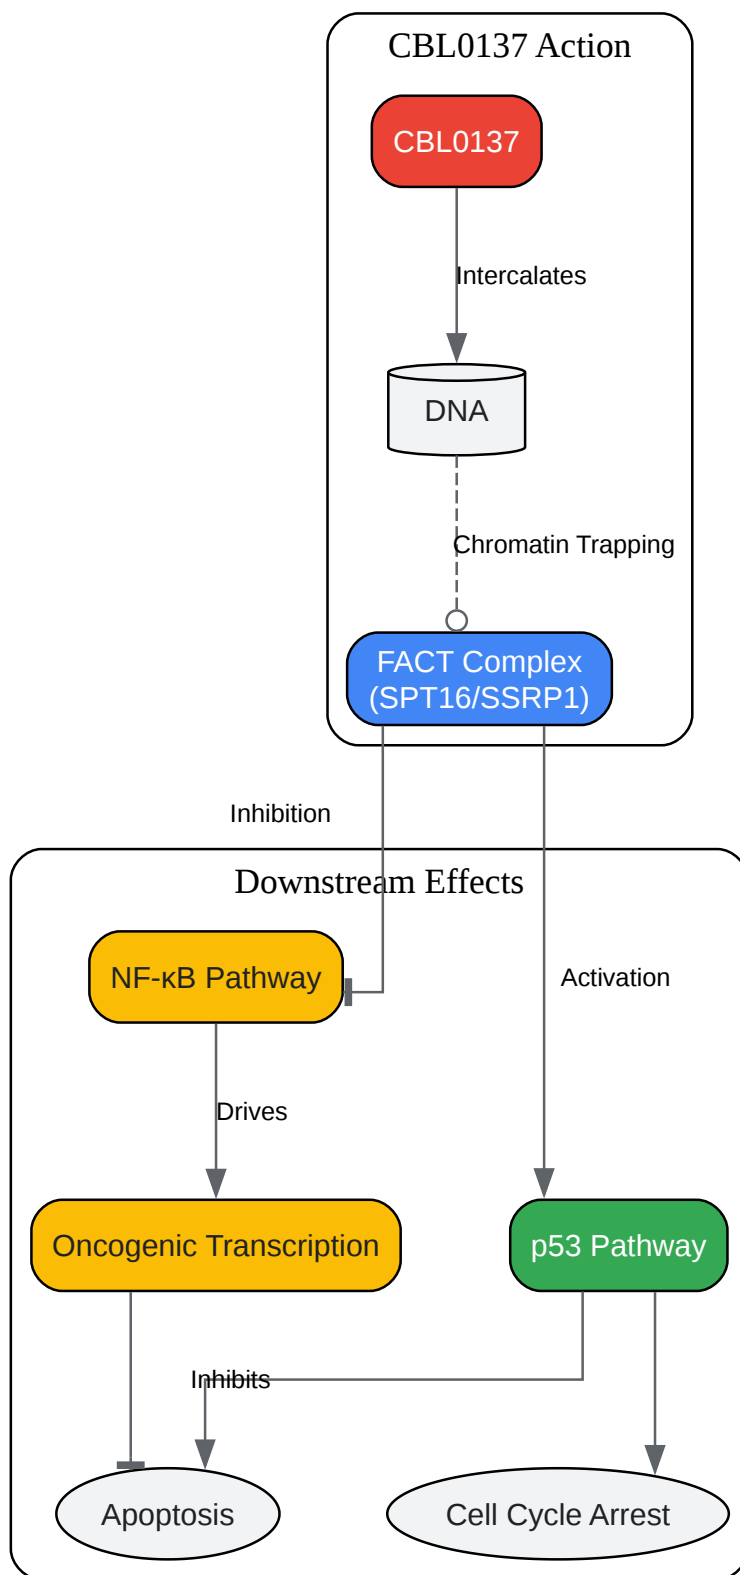 CBL0137 Action
CBL0137
Intercalates
DNA
Chromatin Trapping
FACT Complex
(SPT16/SSRP1)
Inhibition
Downstream Effects
NF-κB Pathway
Activation
Drives
Oncogenic Transcription
p53 Pathway
Inhibits
Apoptosis
Cell Cycle Arrest